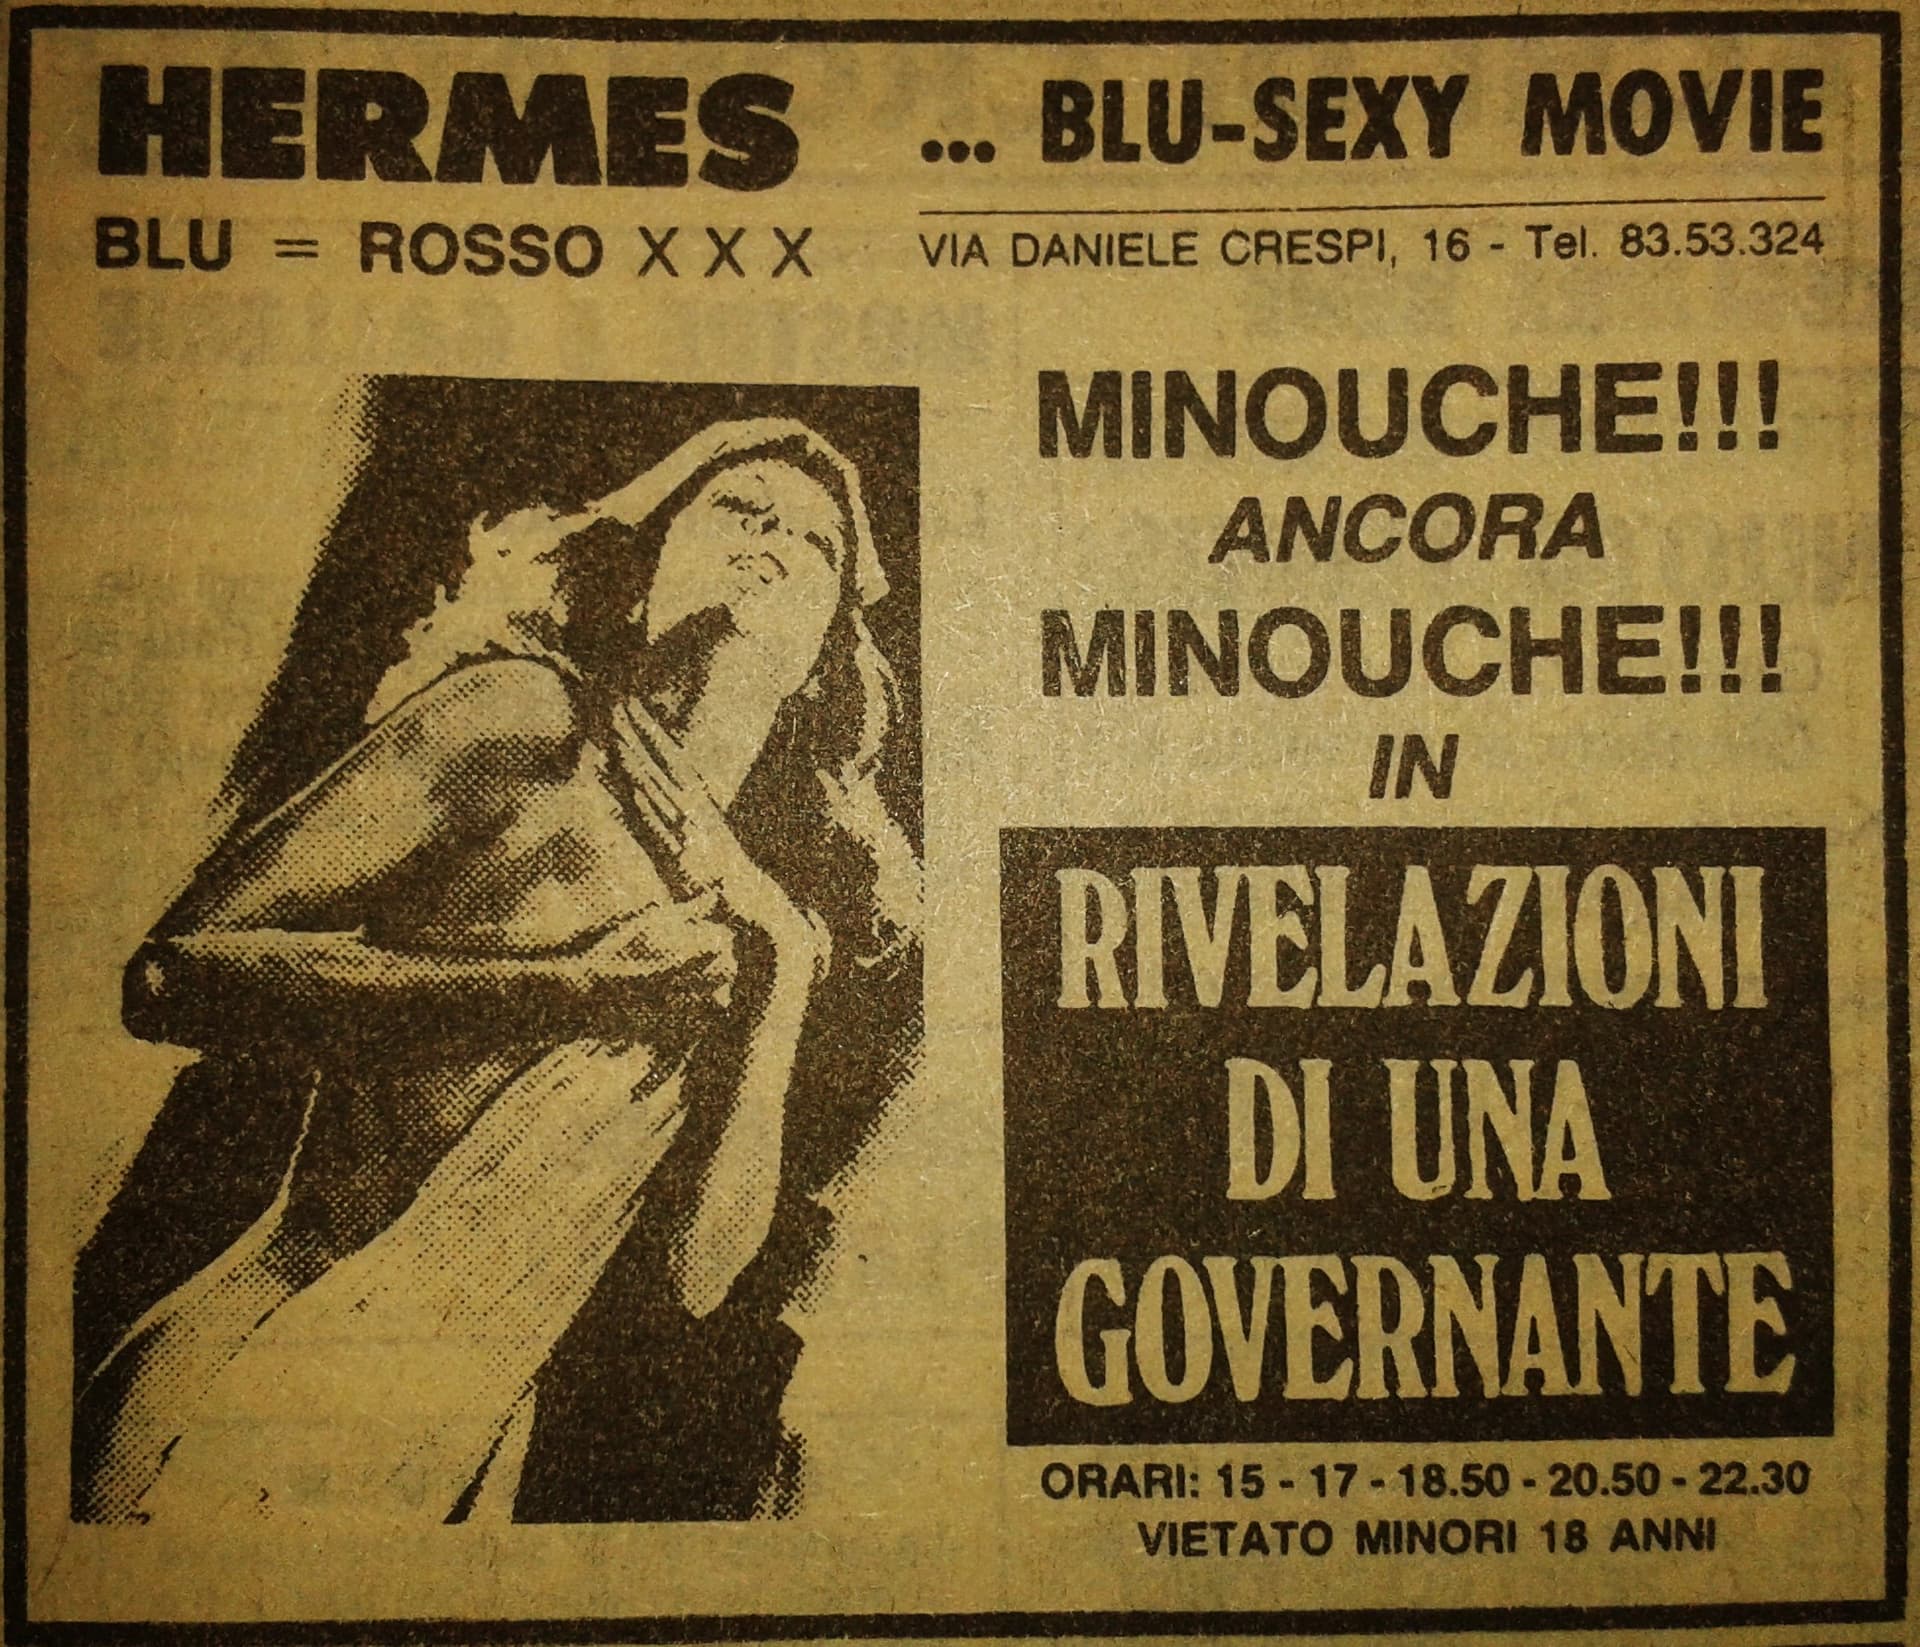 HERMES
BLU = ROSSO X X X
... BLU-SEXY MOVIE
VIA DANIELE CRESPI, 16 - Tel. 83.53.324
MINOUCHE!!!
ANCORA
MINOUCHE!!!
IN
RIVELAZIONI
DI UNA
GOVERNANTE
ORARI: 15 - 17 - 18.50 - 20.50 - 22.30
VIETATO MINORI 18 ANNI